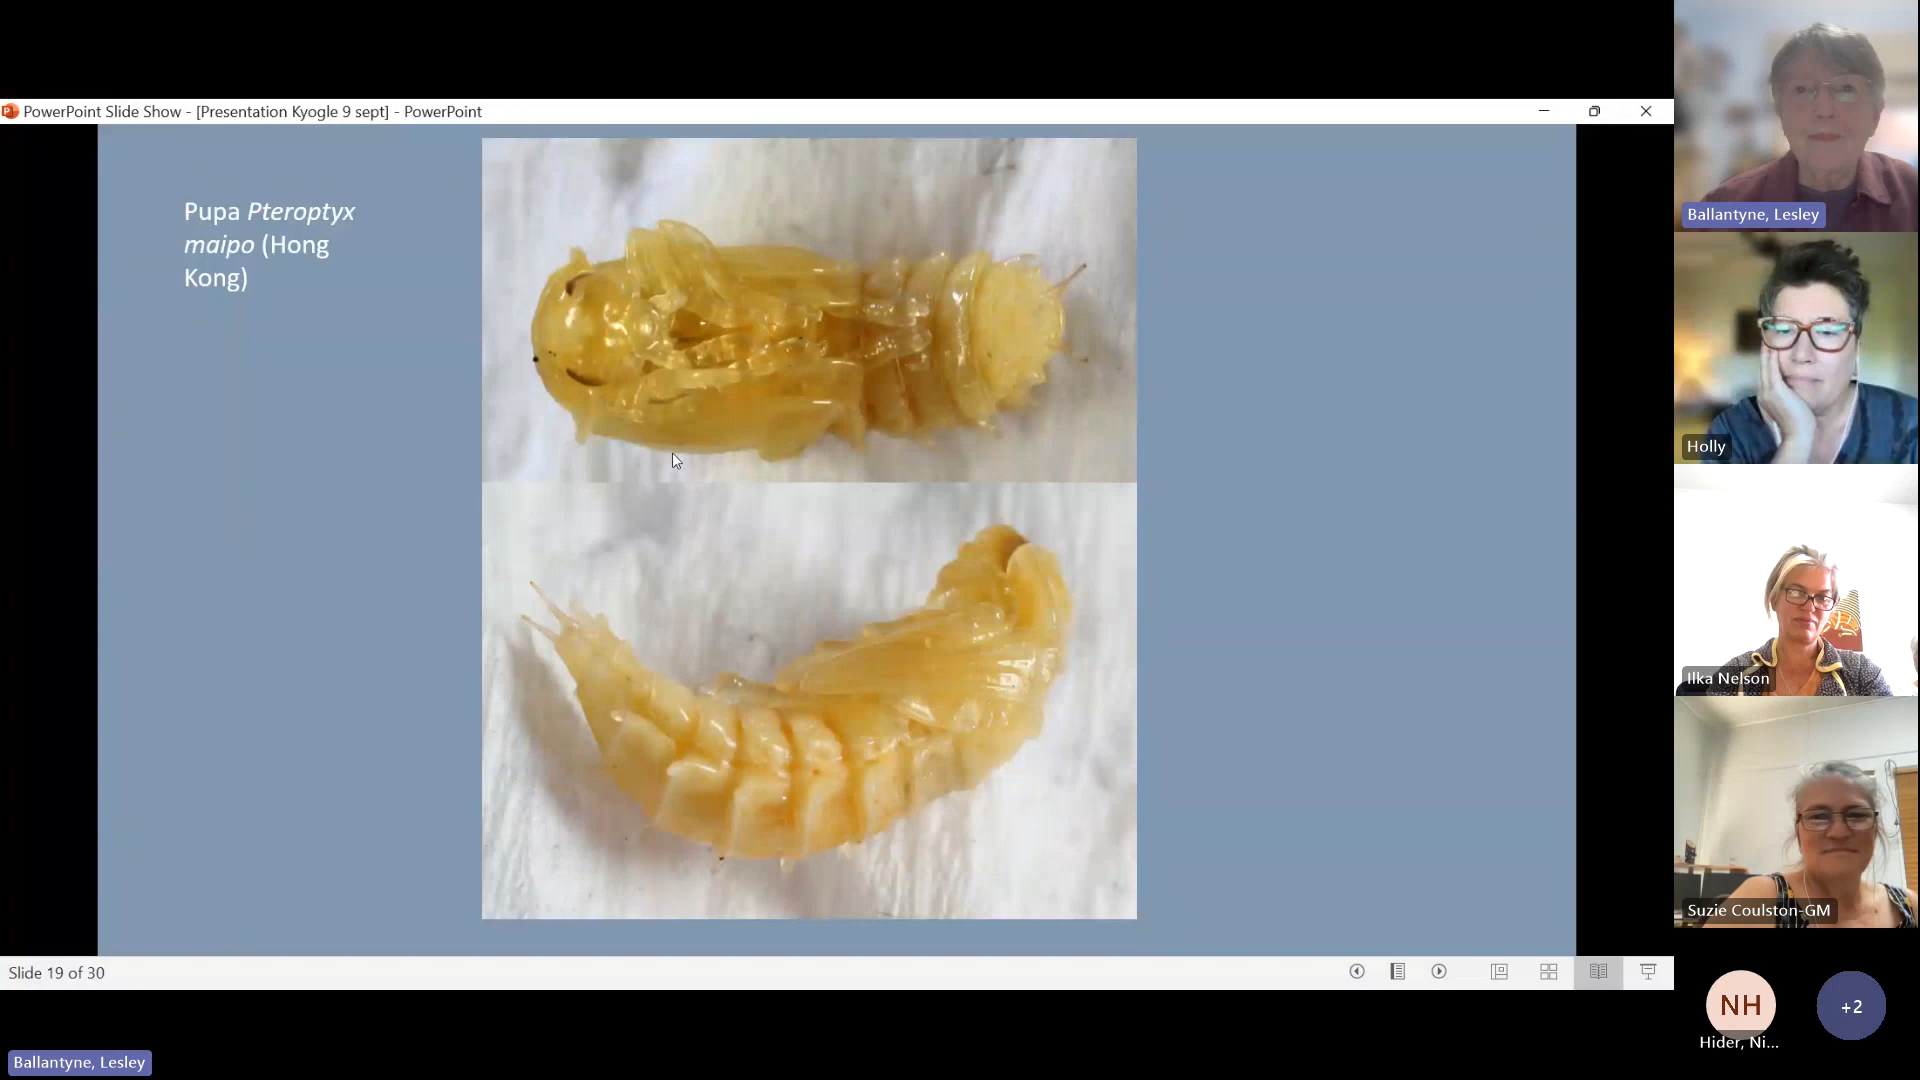 PowerPoint Slide Show - [Presentation Kyogle 9 sept] - PowerPoint
Pupa Pteroptyx
maipo (Hong
Kong)
Slide 19 of 30
Ballantyne, Lesley
Ballantyne, Lesley
Holly
Ilka Nelson
Suzie Coulston-GM
NH
+2
Hider, Ni...